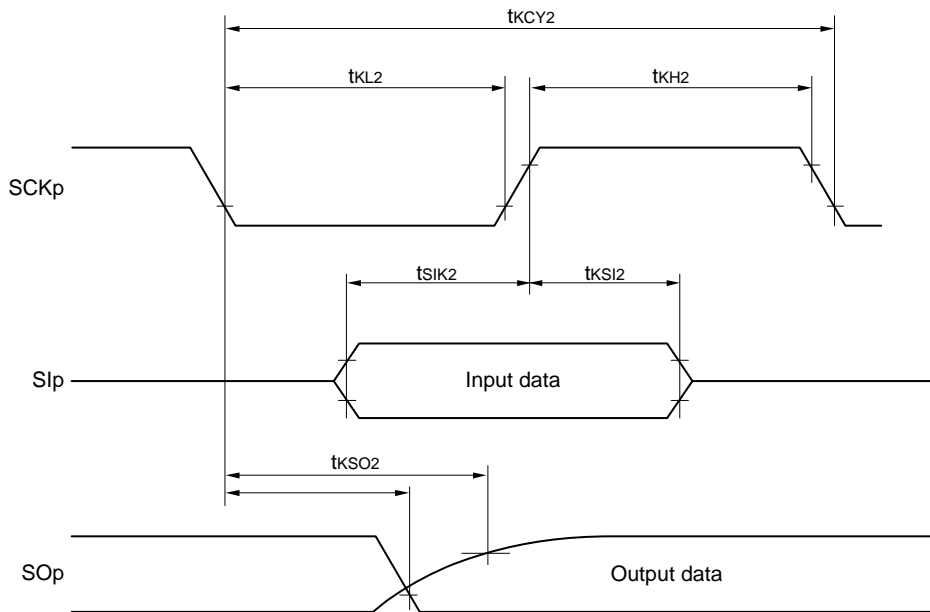 tKCY2
tKL2
tKH2
SCKp
tSIK2
tKSI2
SIp
Input data
tKSO2
SOp
Output data